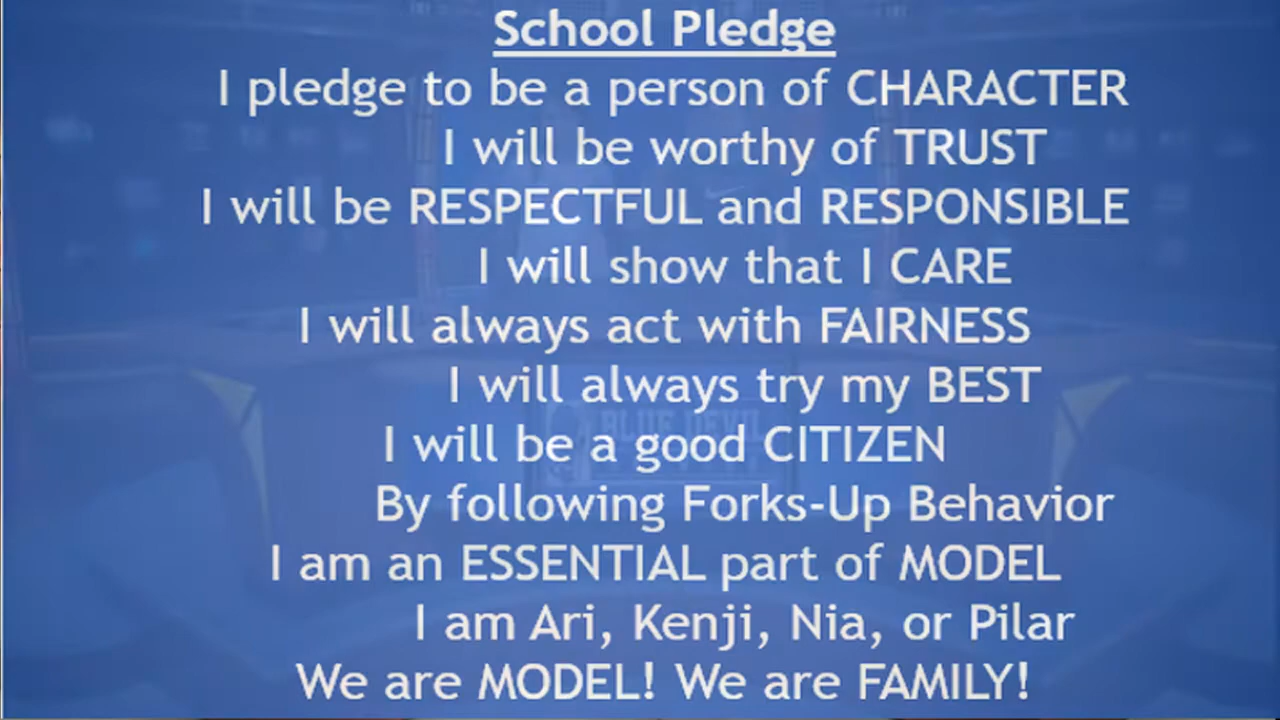 School Pledge
I pledge to be a person of CHARACTER
I will be worthy of TRUST
I will be RESPECTFUL and RESPONSIBLE
I will show that I CARE
I will always act with FAIRNESS
I will always try my BEST
I will be a good CITIZEN
By following Forks-Up Behavior
I am an ESSENTIAL part of MODEL
I am Ari, Kenji, Nia, or Pilar
We are MODEL! We are FAMILY!